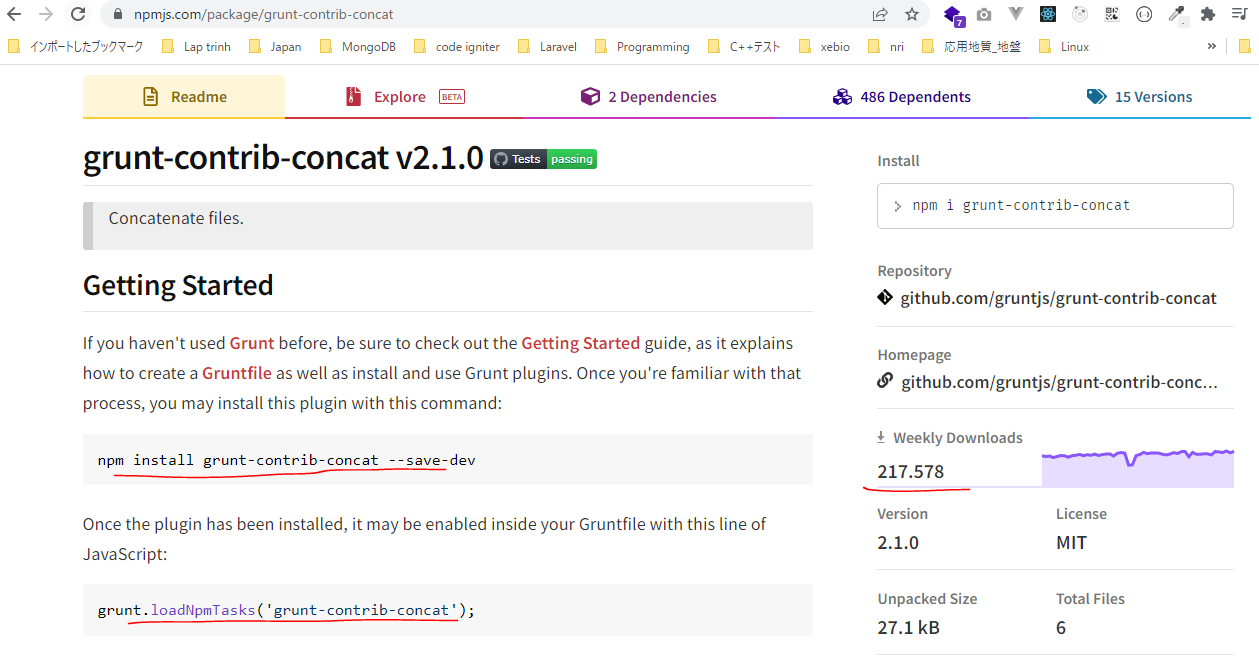 npmjs.com/package/grunt-contrib-concat
7
インポートしたブックマーク Lap trinh Japan MongoDB code igniter Laravel Programming C++テスト xebio nri 応用地質_地盤 Linux »
Readme Explore BETA 2 Dependencies 486 Dependents 15 Versions
grunt-contrib-concat v2.1.0 Tests passing
Concatenate files.
Getting Started
If you haven't used Grunt before, be sure to check out the Getting Started guide, as it explains
how to create a Gruntfile as well as install and use Grunt plugins. Once you're familiar with that
process, you may install this plugin with this command:
npm install grunt-contrib-concat --save-dev
Once the plugin has been installed, it may be enabled inside your Gruntfile with this line of
JavaScript:
grunt.loadNpmTasks('grunt-contrib-concat');
Install
> npm i grunt-contrib-concat
Repository
github.com/gruntjs/grunt-contrib-concat
Homepage
github.com/gruntjs/grunt-contrib-conc...
Weekly Downloads
217.578
Version License
2.1.0 MIT
Unpacked Size Total Files
27.1 kB 6